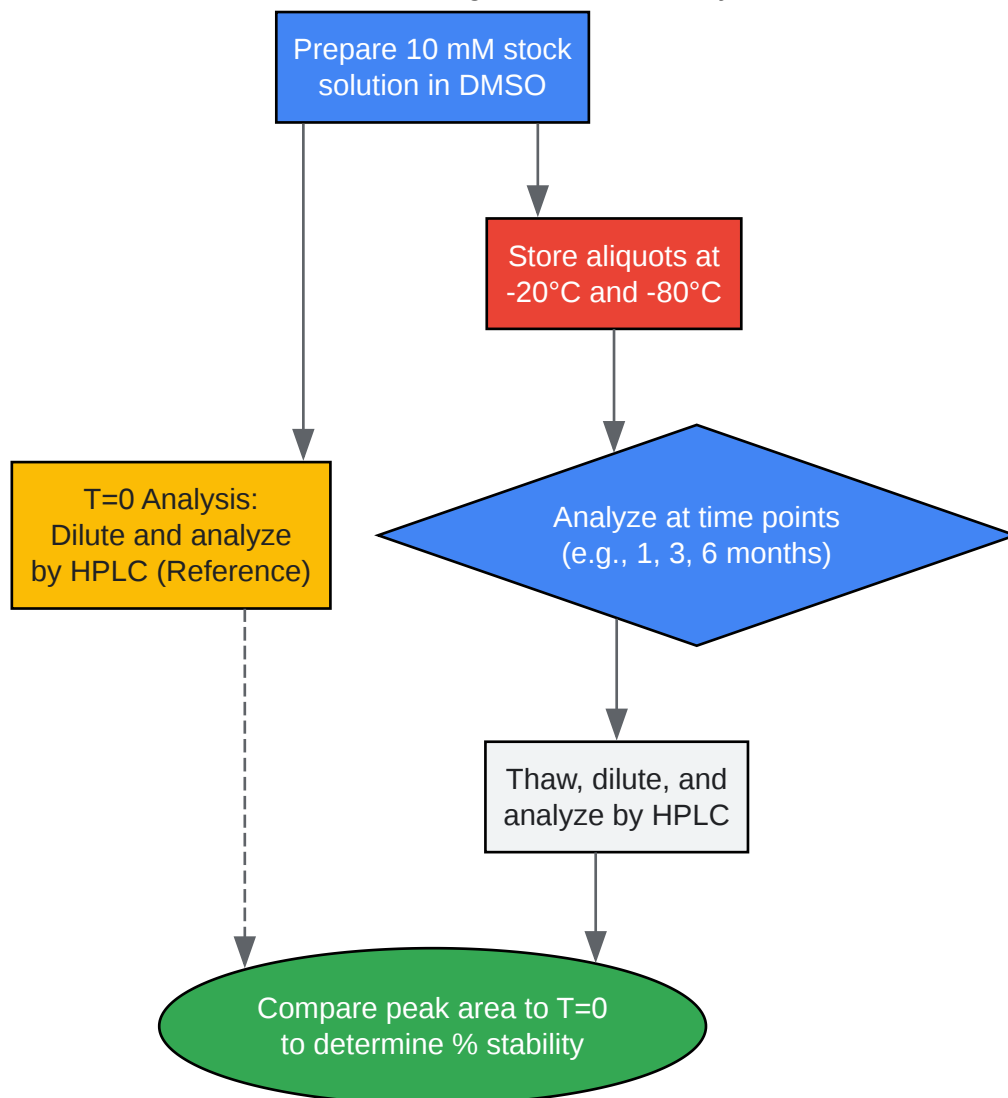 Prepare 10 mM stock
solution in DMSO
Store aliquots at
-20°C and -80°C
T=0 Analysis:
Dilute and analyze
by HPLC (Reference)
Analyze at time points
(e.g., 1, 3, 6 months)
Thaw, dilute, and
analyze by HPLC
Compare peak area to T=0
to determine % stability